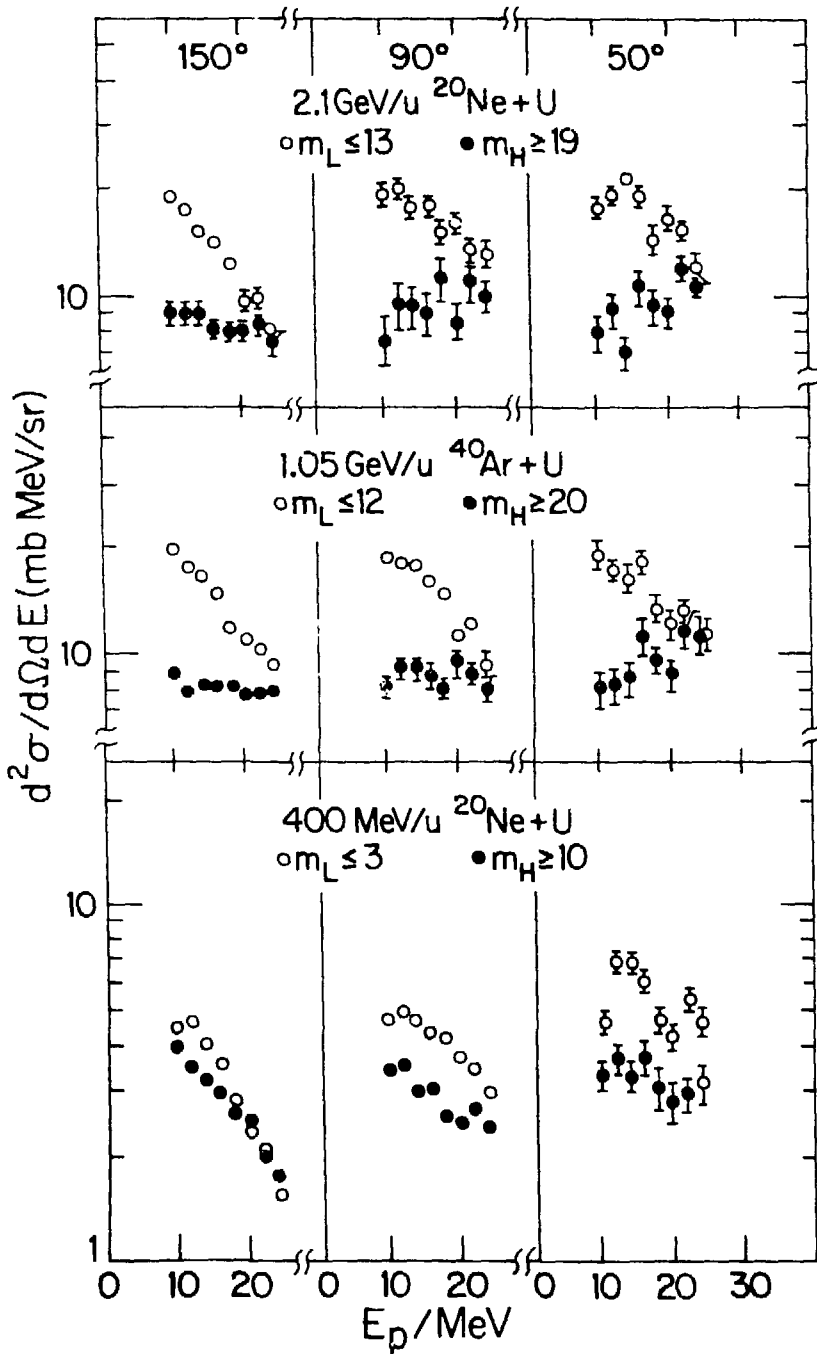 150° 90° 50°
2.1 GeV/u ²⁰Ne+U
○ m_L ≤ 13 ● m_H ≥ 19
10
1.05 GeV/u ⁴⁰Ar+U
○ m_L ≤ 12 ● m_H ≥ 20
10
400 MeV/u ²⁰Ne+U
○ m_L ≤ 3 ● m_H ≥ 10
10
1
d²σ/dΩdE (mb MeV/sr)
0 10 20 0 10 20 0 10 20 30
E_p/MeV